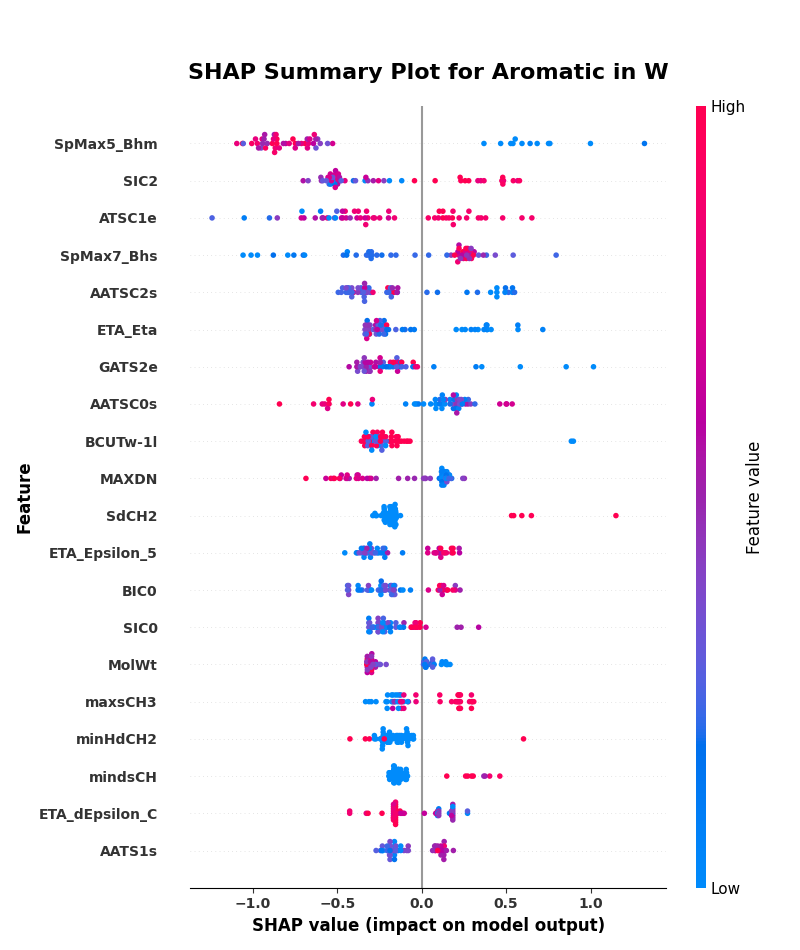 SHAP Summary Plot for Aromatic in W
High
SpMax5_Bhm
SIC2
ATSC1e
SpMax7_Bhs
AATSC2s
ETA_Eta
GATS2e
AATSC0s
BCUTw-1l
MAXDN
SdCH2
ETA_Epsilon_5
BIC0
SIC0
MolWt
maxsCH3
minHdCH2
mindsCH
ETA_dEpsilon_C
AATS1s
Feature
Feature value
Low
−1.0 −0.5 0.0 0.5 1.0
SHAP value (impact on model output)